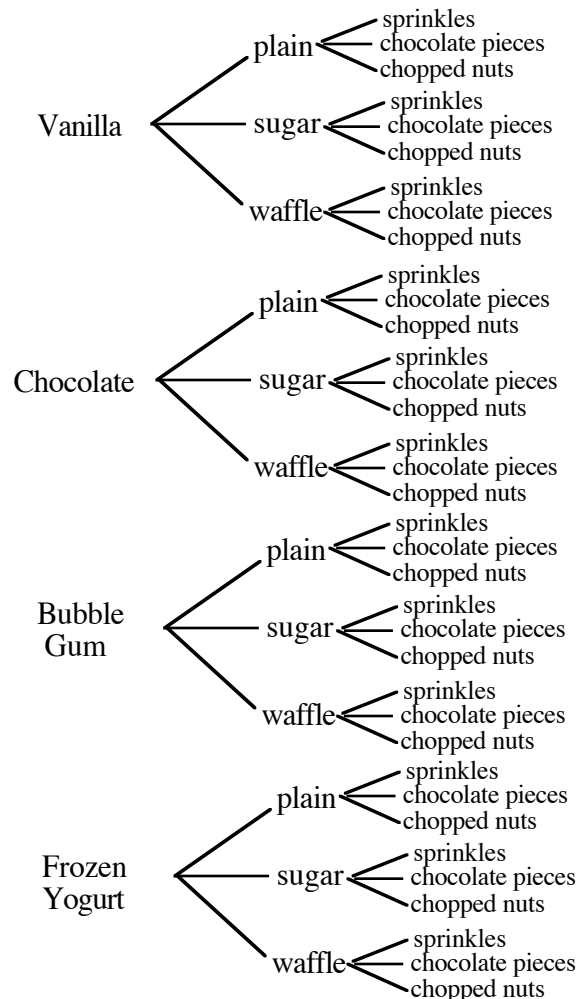 sprinkles
plain
chocolate pieces
chopped nuts
sprinkles
Vanilla
sugar
chocolate pieces
chopped nuts
sprinkles
waffle
chocolate pieces
chopped nuts
sprinkles
plain
chocolate pieces
chopped nuts
sprinkles
Chocolate
sugar
chocolate pieces
chopped nuts
sprinkles
waffle
chocolate pieces
chopped nuts
sprinkles
plain
chocolate pieces
chopped nuts
Bubble
Gum
sprinkles
sugar
chocolate pieces
chopped nuts
sprinkles
waffle
chocolate pieces
chopped nuts
sprinkles
plain
chocolate pieces
chopped nuts
Frozen
Yogurt
sprinkles
sugar
chocolate pieces
chopped nuts
sprinkles
waffle
chocolate pieces
chopped nuts